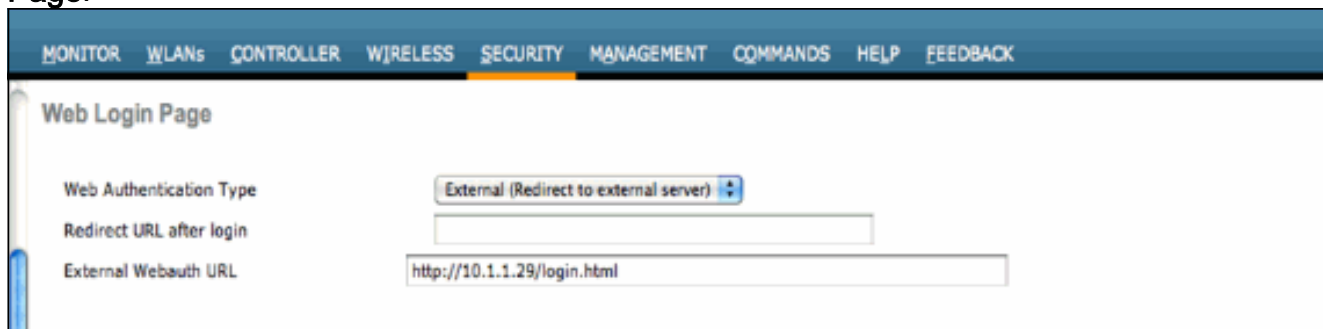 MONITOR WLANs CONTROLLER WIRELESS SECURITY MANAGEMENT COMMANDS HELP FEEDBACK
Web Login Page
Web Authentication Type External (Redirect to external server)
Redirect URL after login
External Webauth URL http://10.1.1.29/login.html